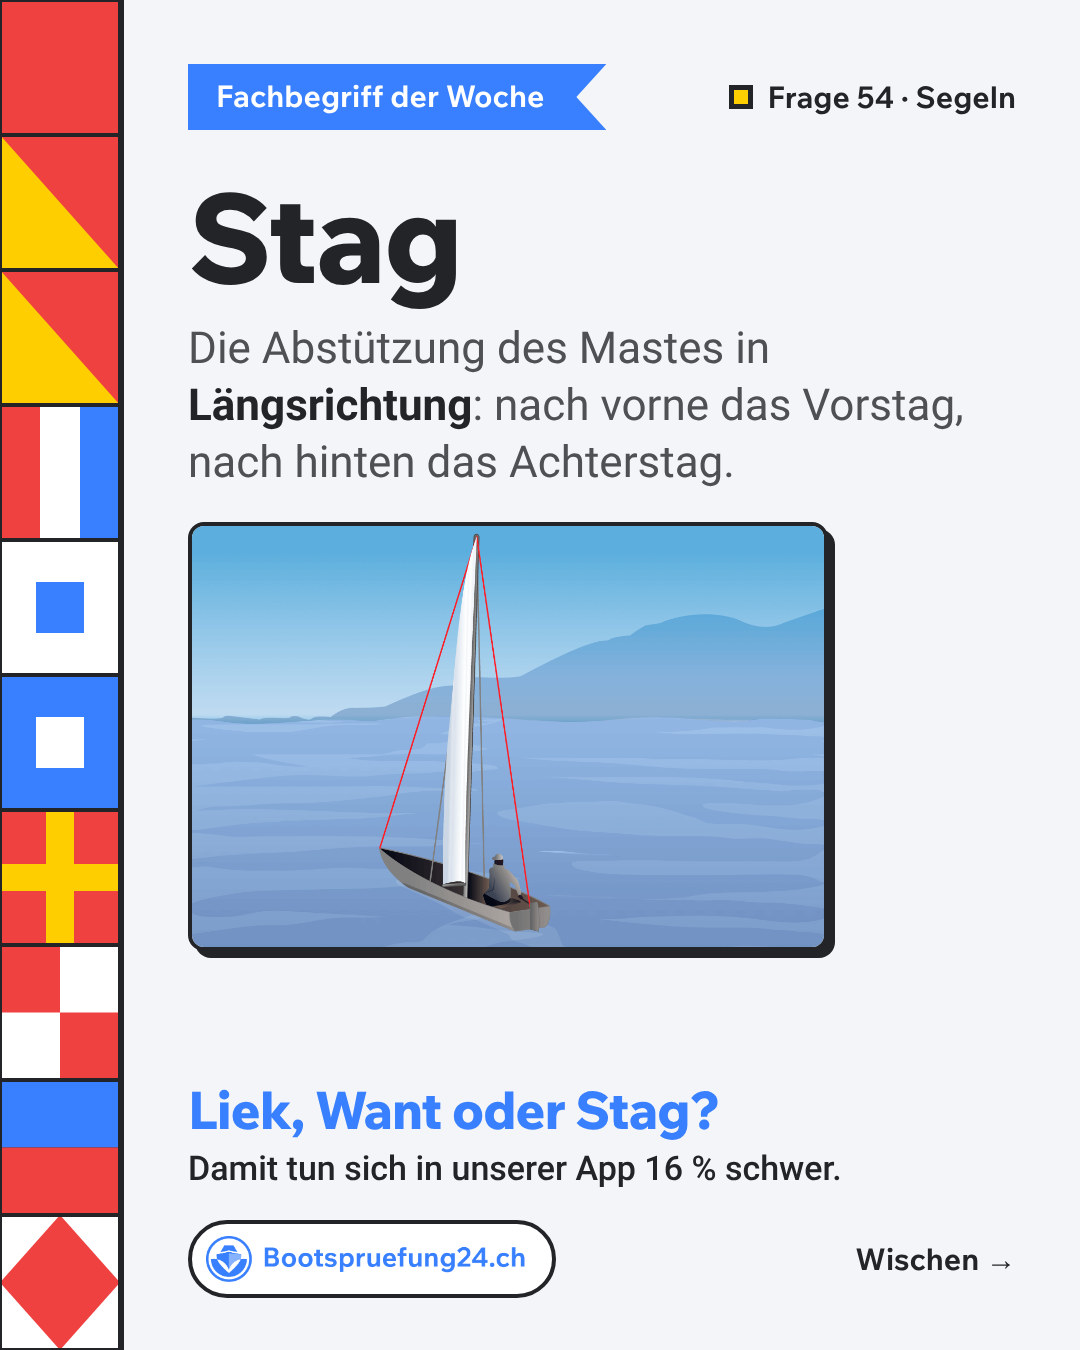 Fachbegriff der Woche
Frage 54 · Segeln
Stag
Die Abstützung des Mastes in
Längsrichtung: nach vorne das Vorstag,
nach hinten das Achterstag.
Liek, Want oder Stag?
Damit tun sich in unserer App 16 % schwer.
Bootspruefung24.ch
Wischen →